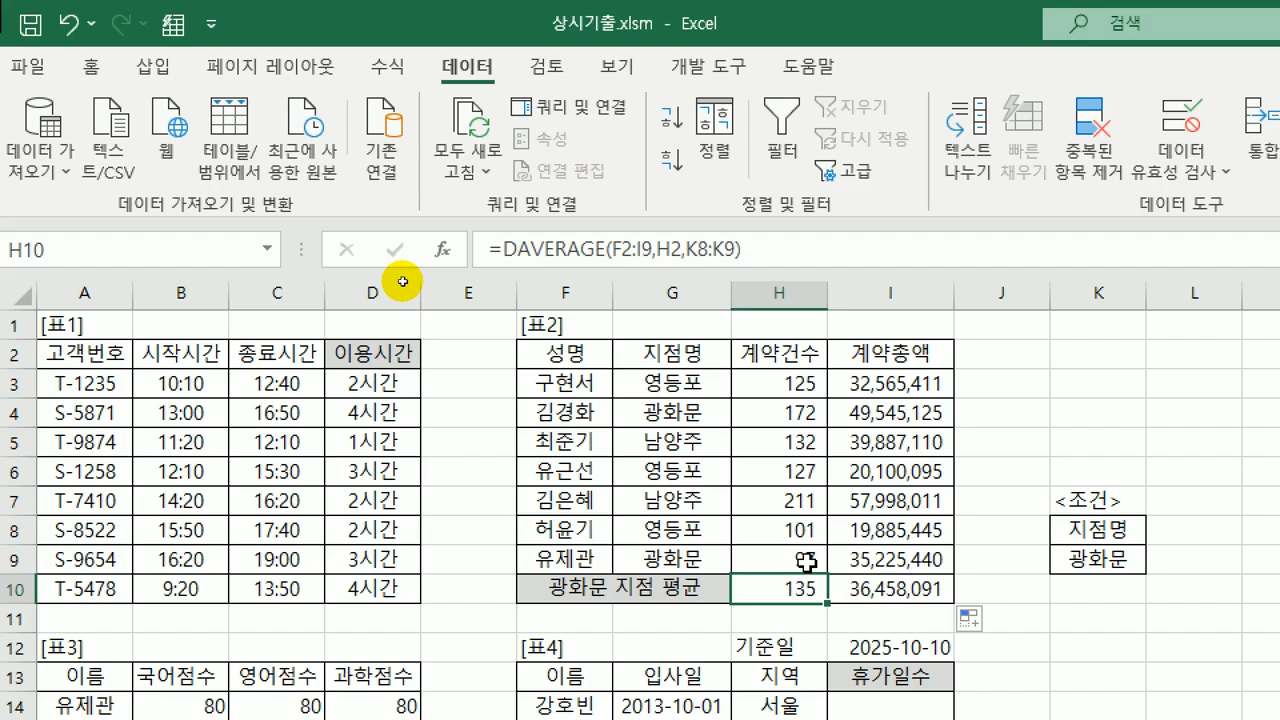 상시기출.xlsm - Excel
검색
파일 홈 삽입 페이지 레이아웃 수식 데이터 검토 보기 개발 도구 도움말
데이터 가져오기
텍스트/CSV
웹
테이블/범위에서
최근에 사용한 원본
기존 연결
데이터 가져오기 및 변환
모두 새로 고침
쿼리 및 연결
속성
연결 편집
쿼리 및 연결
정렬
필터
지우기
다시 적용
고급
정렬 및 필터
텍스트 나누기
빠른 채우기
중복된 항목 제거
데이터 유효성 검사
통합
데이터 도구
H10 fx =DAVERAGE(F2:I9,H2,K8:K9)
A B C D E F G H I J K L
1 [표1] [표2]
2 고객번호 시작시간 종료시간 이용시간 성명 지점명 계약건수 계약총액
3 T-1235 10:10 12:40 2시간 구현서 영등포 125 32,565,411
4 S-5871 13:00 16:50 4시간 김경화 광화문 172 49,545,125
5 T-9874 11:20 12:10 1시간 최준기 남양주 132 39,887,110
6 S-1258 12:10 15:30 3시간 유근선 영등포 127 20,100,095
7 T-7410 14:20 16:20 2시간 김은혜 남양주 211 57,998,011 <조건>
8 S-8522 15:50 17:40 2시간 허윤기 영등포 101 19,885,445 지점명
9 S-9654 16:20 19:00 3시간 유제관 광화문 35,225,440 광화문
10 T-5478 9:20 13:50 4시간 광화문 지점 평균 135 36,458,091
11
12 [표3] [표4] 기준일 2025-10-10
13 이름 국어점수 영어점수 과학점수 이름 입사일 지역 휴가일수
14 유제관 80 80 80 강호빈 2013-10-01 서울